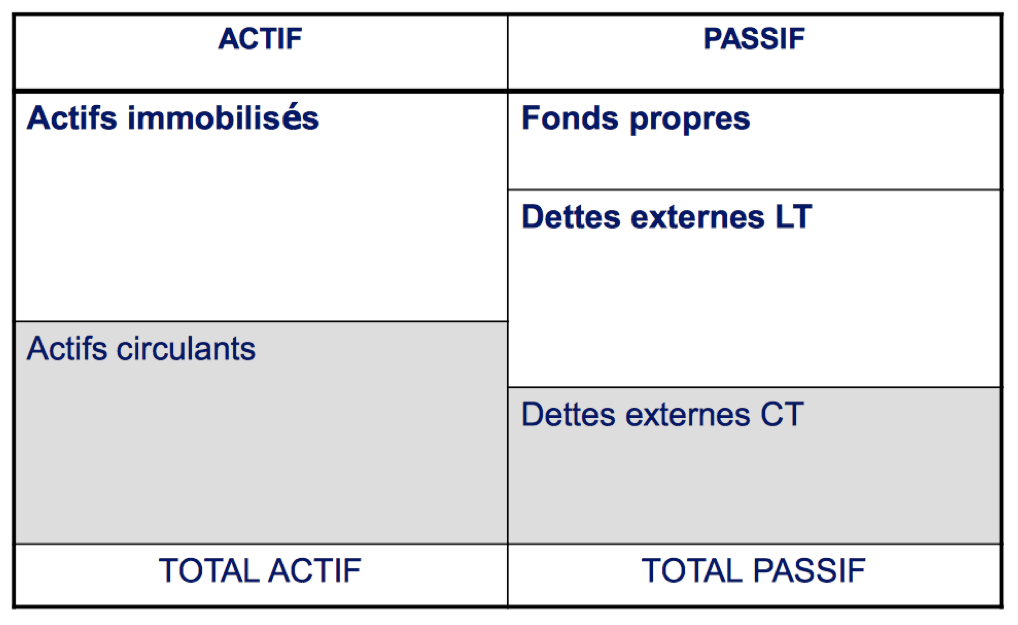 ACTIF
PASSIF
Actifs immobilisés
Fonds propres
Dettes externes LT
Actifs circulants
Dettes externes CT
TOTAL ACTIF
TOTAL PASSIF